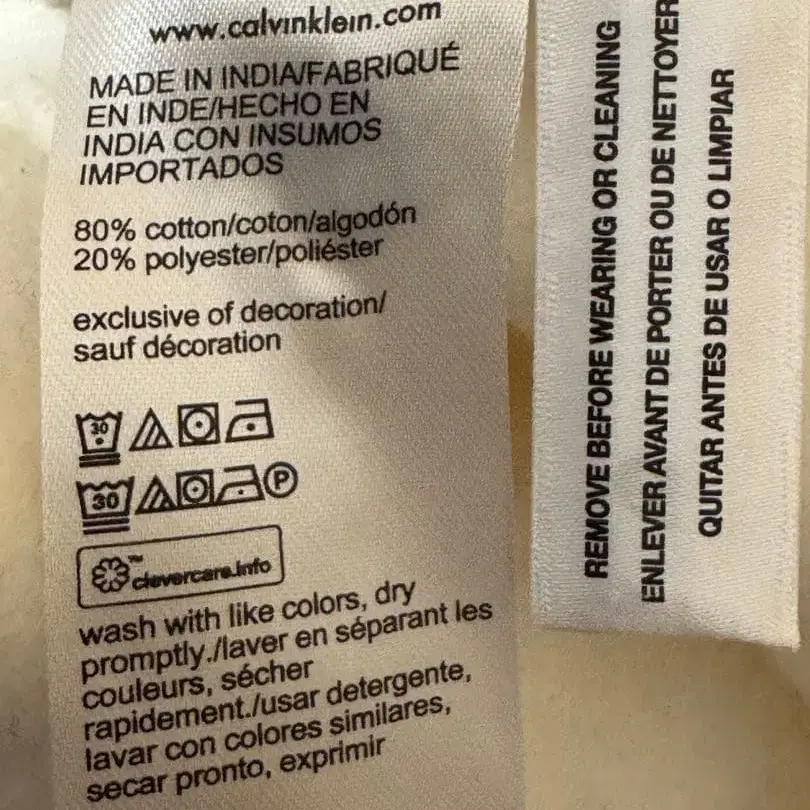 www.calvinklein.com
MADE IN INDIA/FABRIQUÉ
EN INDE/HECHO EN
INDIA CON INSUMOS
IMPORTADOS
80% cotton/coton/algodón
20% polyester/poliéster
exclusive of decoration/
sauf décoration
30
30 P
clevercare.info™
wash with like colors, dry
promptly./laver en séparant les
couleurs, sécher
rapidement./usar detergente,
lavar con colores similares,
secar pronto, exprimir
REMOVE BEFORE WEARING OR CLEANING
ENLEVER AVANT DE PORTER OU DE NETTOYER
QUITAR ANTES DE USAR O LIMPIAR